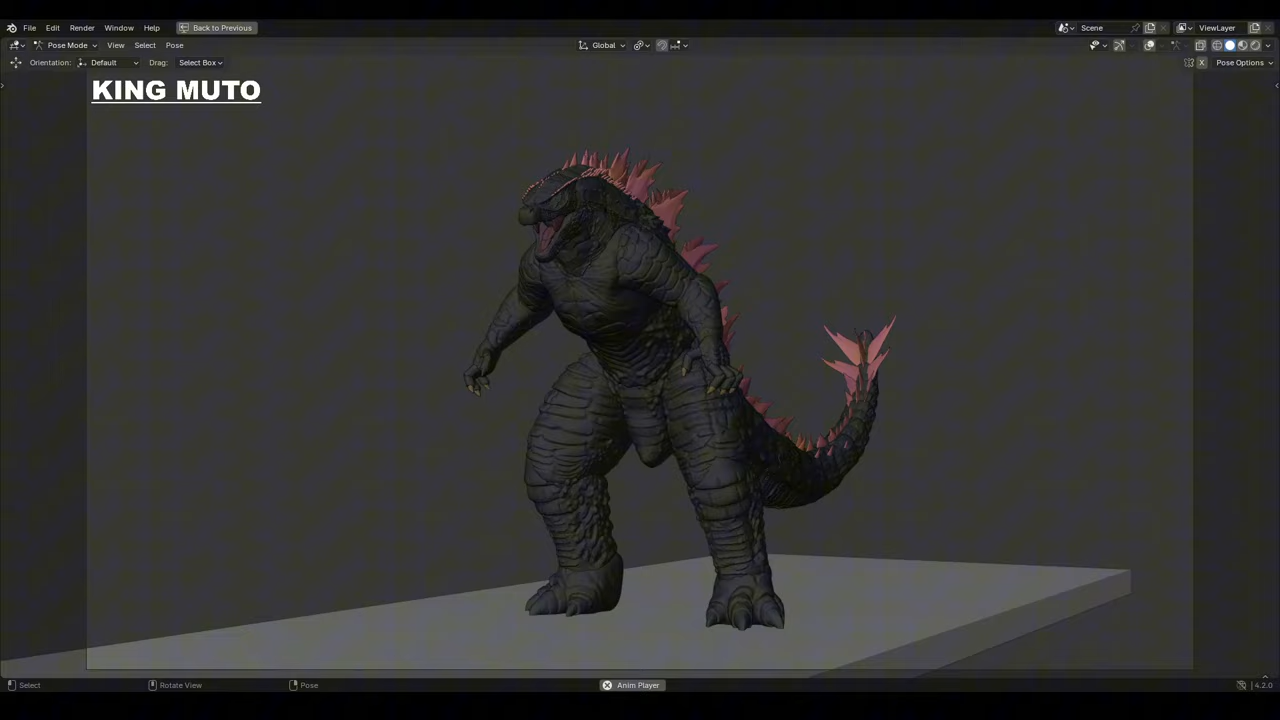 File Edit Render Window Help Back to Previous Scene ViewLayer
Pose Mode View Select Pose Global
Orientation: Default Drag: Select Box X Pose Options
KING MUTO
Select Rotate View Pose Anim Player 4.2.0